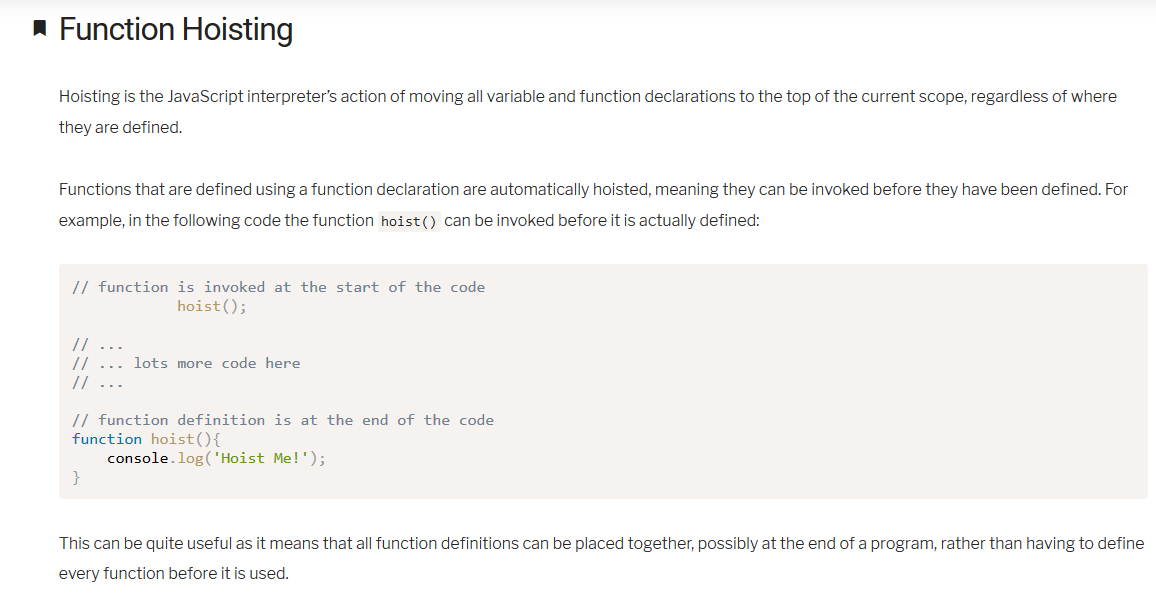 Function Hoisting
Hoisting is the JavaScript interpreter’s action of moving all variable and function declarations to the top of the current scope, regardless of where
they are defined.
Functions that are defined using a function declaration are automatically hoisted, meaning they can be invoked before they have been defined. For
example, in the following code the function hoist() can be invoked before it is actually defined:
// function is invoked at the start of the code
            hoist();
// ...
// ... lots more code here
// ...
// function definition is at the end of the code
function hoist(){
    console.log('Hoist Me!');
}
This can be quite useful as it means that all function definitions can be placed together, possibly at the end of a program, rather than having to define
every function before it is used.